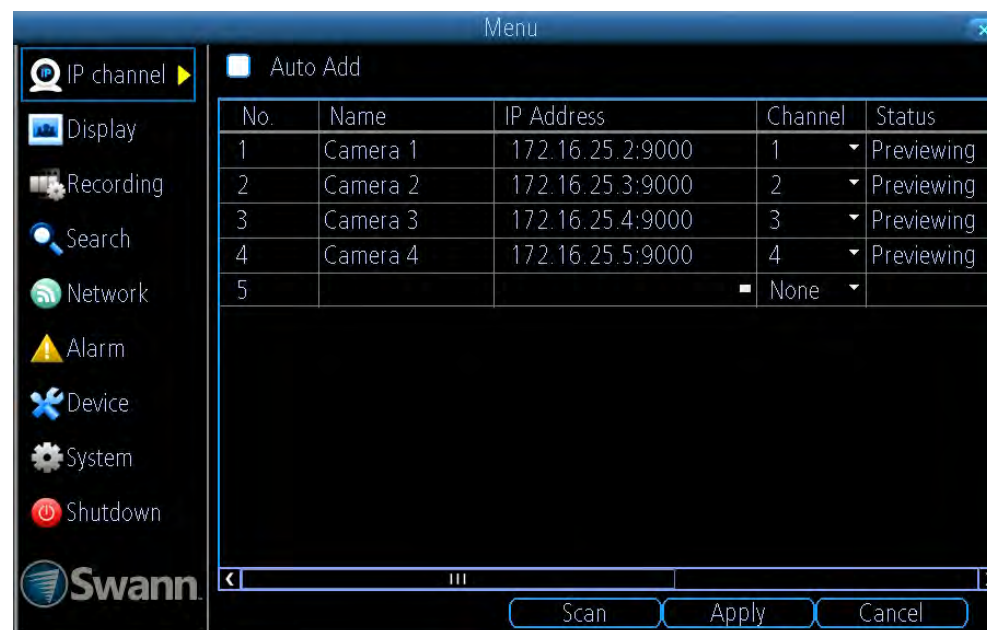 Menu
IP channel
Display
Recording
Search
Network
Alarm
Device
System
Shutdown
Swann
Auto Add
No. Name IP Address Channel Status
1 Camera 1 172.16.25.2:9000 1 Previewing
2 Camera 2 172.16.25.3:9000 2 Previewing
3 Camera 3 172.16.25.4:9000 3 Previewing
4 Camera 4 172.16.25.5:9000 4 Previewing
5 None
Scan Apply Cancel